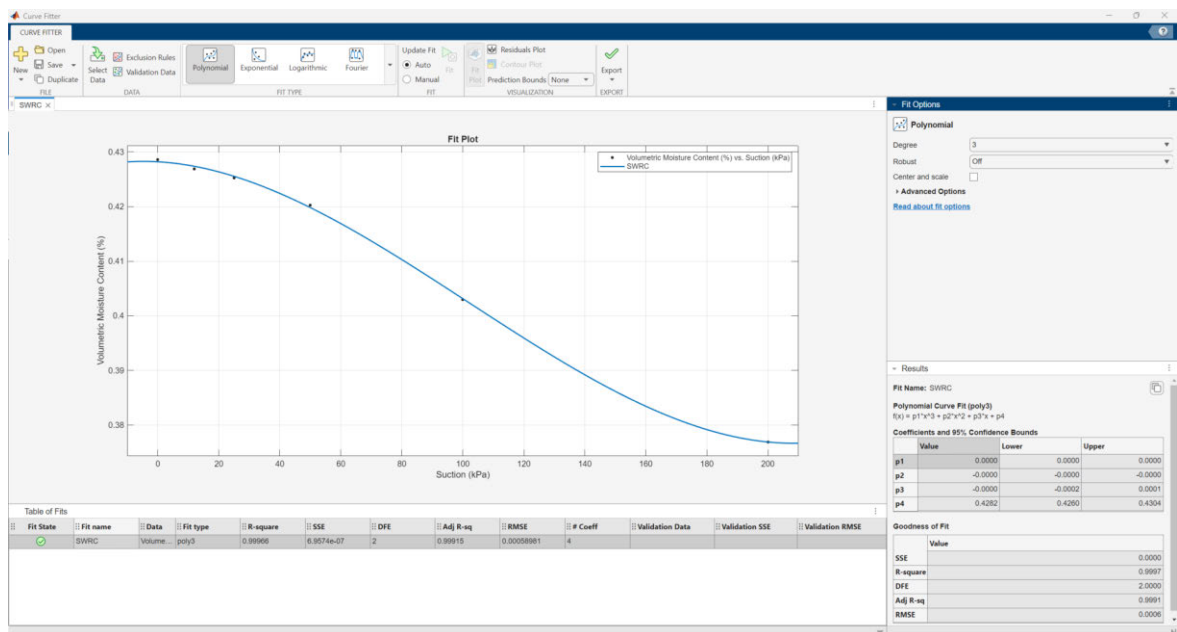 Curve Fitter
CURVE FITTER
New
Open
Save
Duplicate
FILE
Select Data
Exclusion Rules
Validation Data
DATA
Polynomial
Exponential
Logarithmic
Fourier
FIT TYPE
Update Fit
Auto
Manual
Fit
FIT
Fit Plot
Residuals Plot
Contour Plot
Prediction Bounds None
VISUALIZATION
Export
EXPORT
SWRC ×
Fit Plot
Volumetric Moisture Content (%) vs. Suction (kPa)
SWRC
0.43
0.42
0.41
0.4
0.39
0.38
Volumetric Moisture Content (%)
0 20 40 60 80 100 120 140 160 180 200
Suction (kPa)
Table of Fits
Fit State Fit name Data Fit type R-square SSE DFE Adj R-sq RMSE # Coeff Validation Data Validation SSE Validation RMSE
SWRC Volume... poly3 0.99966 6.9574e-07 2 0.99915 0.00058981 4
Fit Options
Polynomial
Degree 3
Robust Off
Center and scale
Advanced Options
Read about fit options
Results
Fit Name: SWRC
Polynomial Curve Fit (poly3)
f(x) = p1*x^3 + p2*x^2 + p3*x + p4
Coefficients and 95% Confidence Bounds
Value Lower Upper
p1 0.0000 0.0000 0.0000
p2 -0.0000 -0.0000 -0.0000
p3 -0.0000 -0.0002 0.0001
p4 0.4282 0.4260 0.4304
Goodness of Fit
Value
SSE 0.0000
R-square 0.9997
DFE 2.0000
Adj R-sq 0.9991
RMSE 0.0006